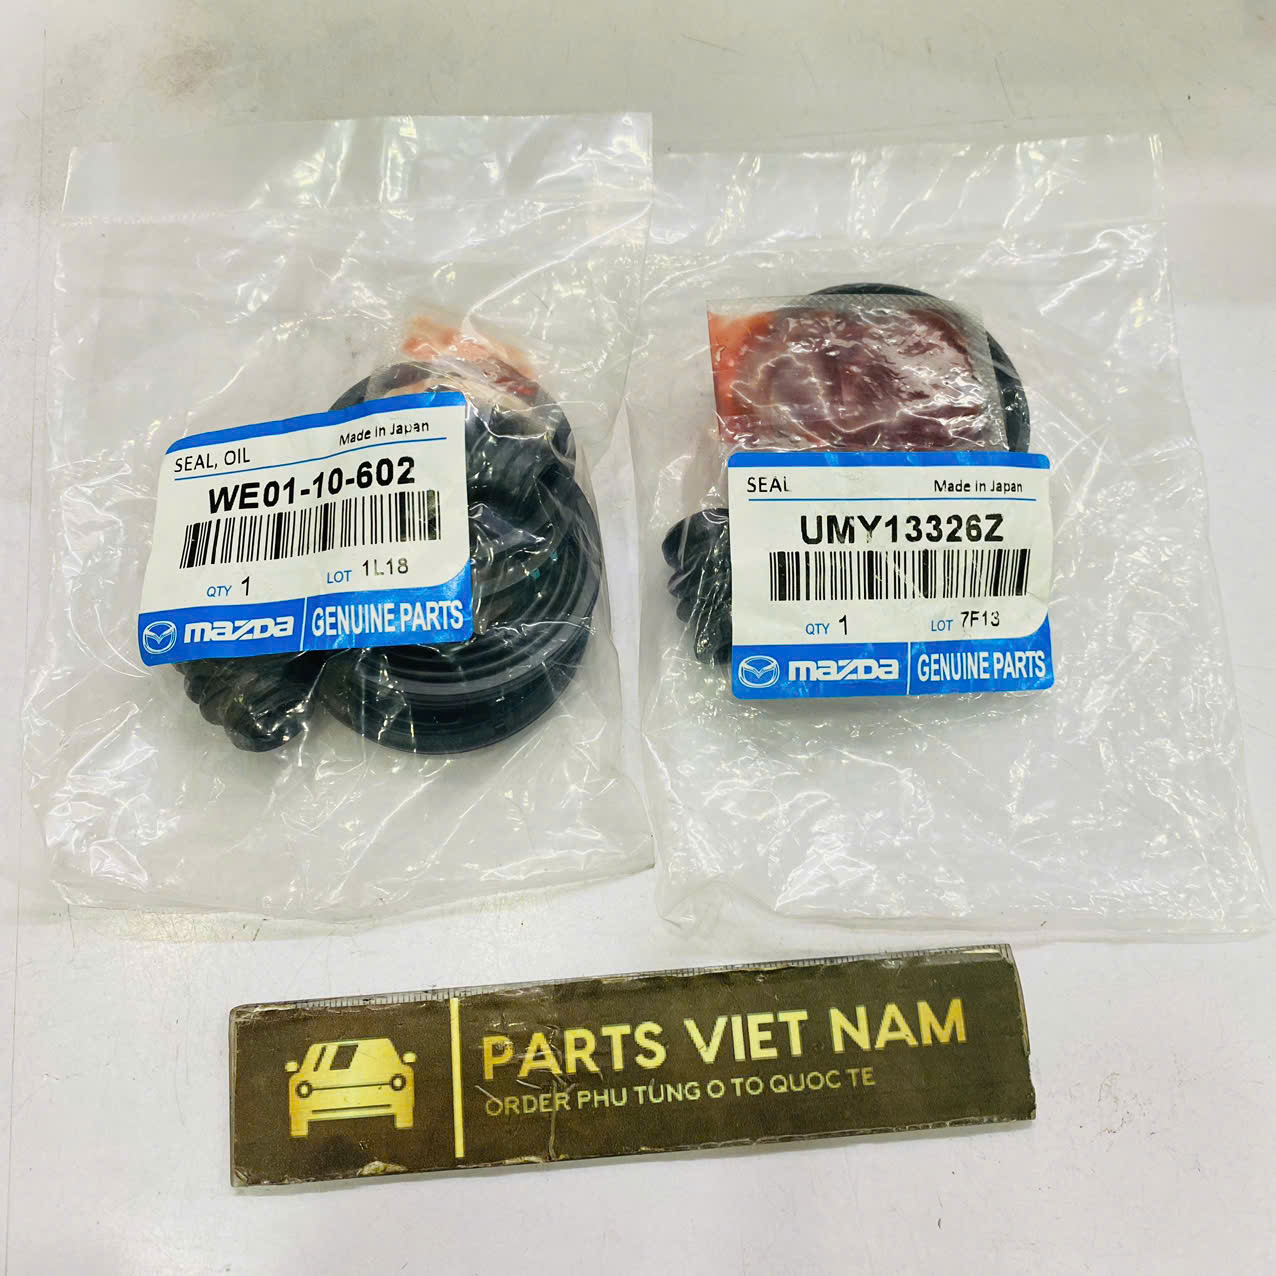 SEAL, OIL
Made in Japan
WE01-10-602
QTY 1
LOT 1L18
mazda
GENUINE PARTS
SEAL
Made in Japan
UMY13326Z
QTY 1
LOT 7F13
mazda
GENUINE PARTS
PARTS VIET NAM
ORDER PHU TUNG O TO QUOC TE